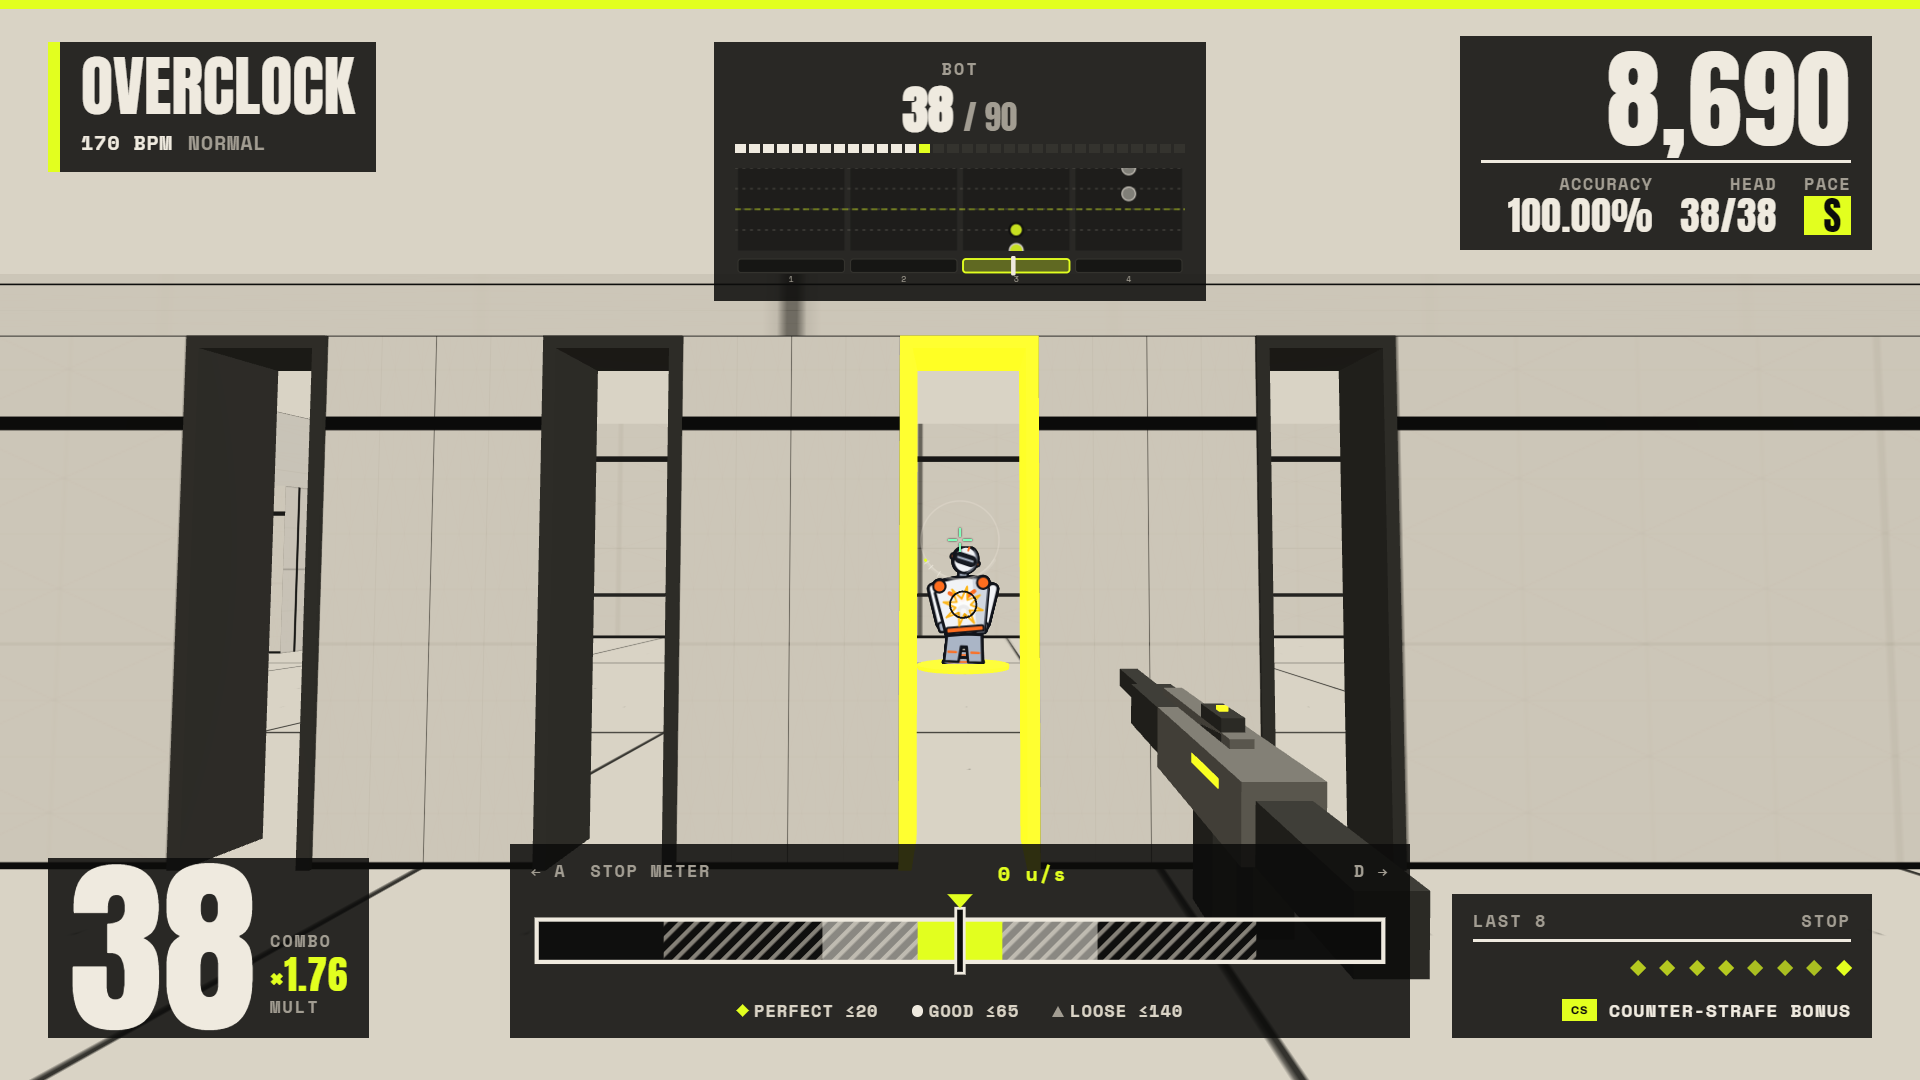 OVERCLOCK
170 BPM NORMAL
BOT
38 / 90
1 2 3 4
8,690
ACCURACY HEAD PACE
100.00% 38/38 S
← A STOP METER 0 u/s D →
◆ PERFECT ≤20 ● GOOD ≤65 ▲ LOOSE ≤140
38
COMBO
×1.76
MULT
LAST 8 STOP
CS COUNTER-STRAFE BONUS